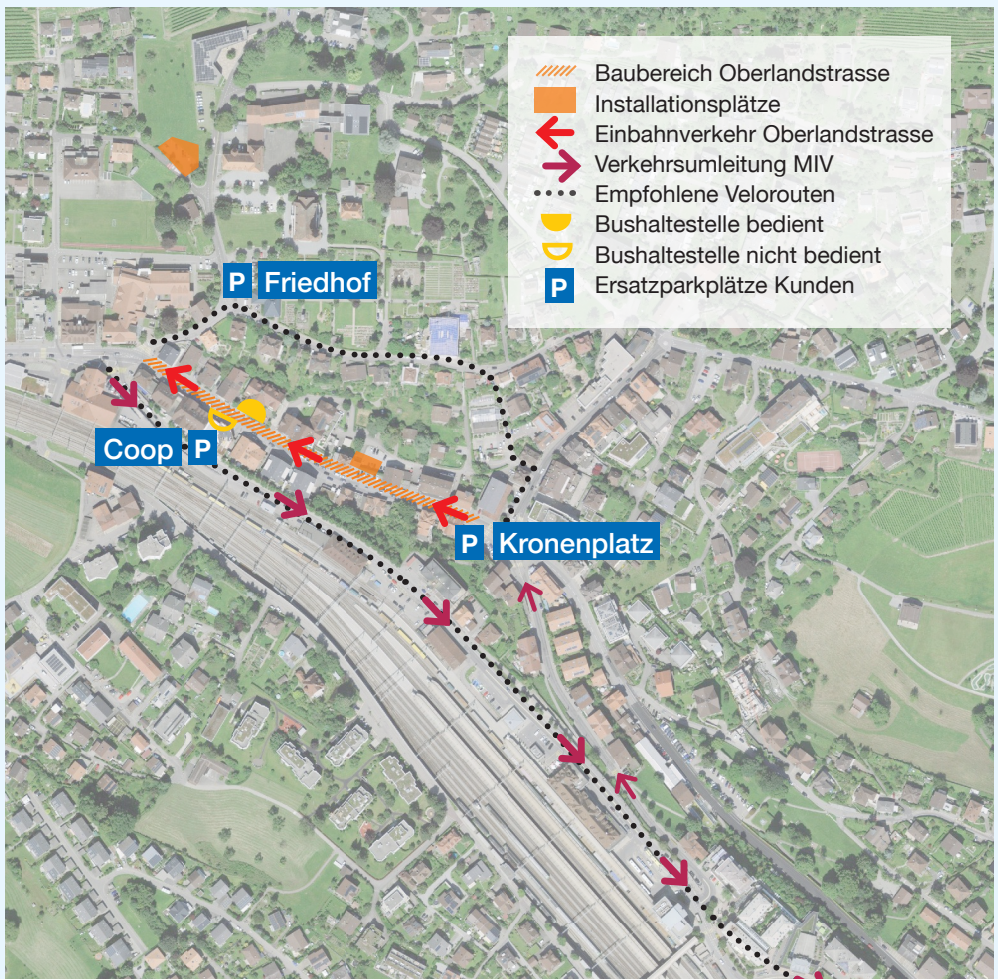 Baubereich Oberlandstrasse
Installationsplätze
Einbahnverkehr Oberlandstrasse
Verkehrsumleitung MIV
Empfohlene Velorouten
Bushaltestelle bedient
Bushaltestelle nicht bedient
P Ersatzparkplätze Kunden
P Friedhof
Coop P
P Kronenplatz